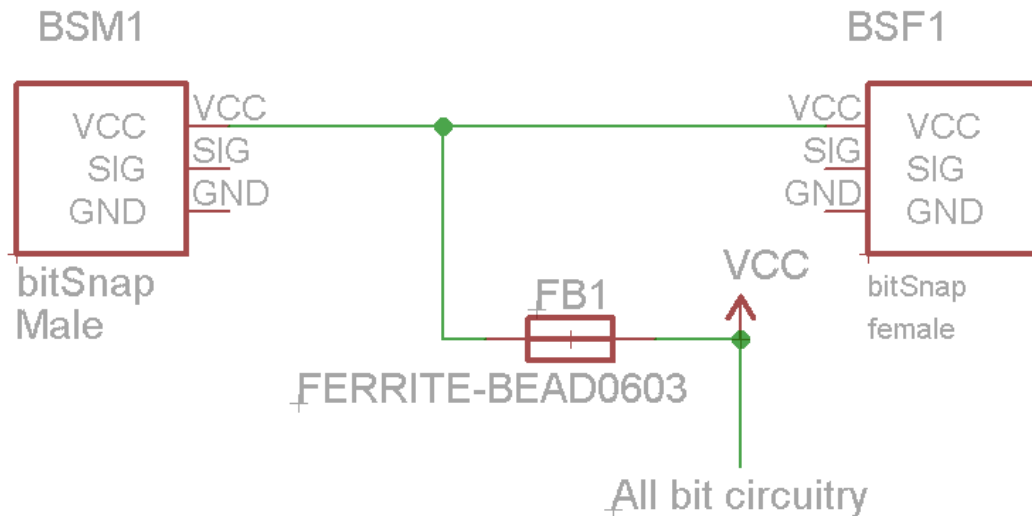 BSM1
BSF1
VCC
VCC
VCC
VCC
SIG
SIG
SIG
SIG
GND
GND
GND
GND
bitSnap
Male
bitSnap
female
VCC
FB1
FERRITE-BEAD0603
All bit circuitry